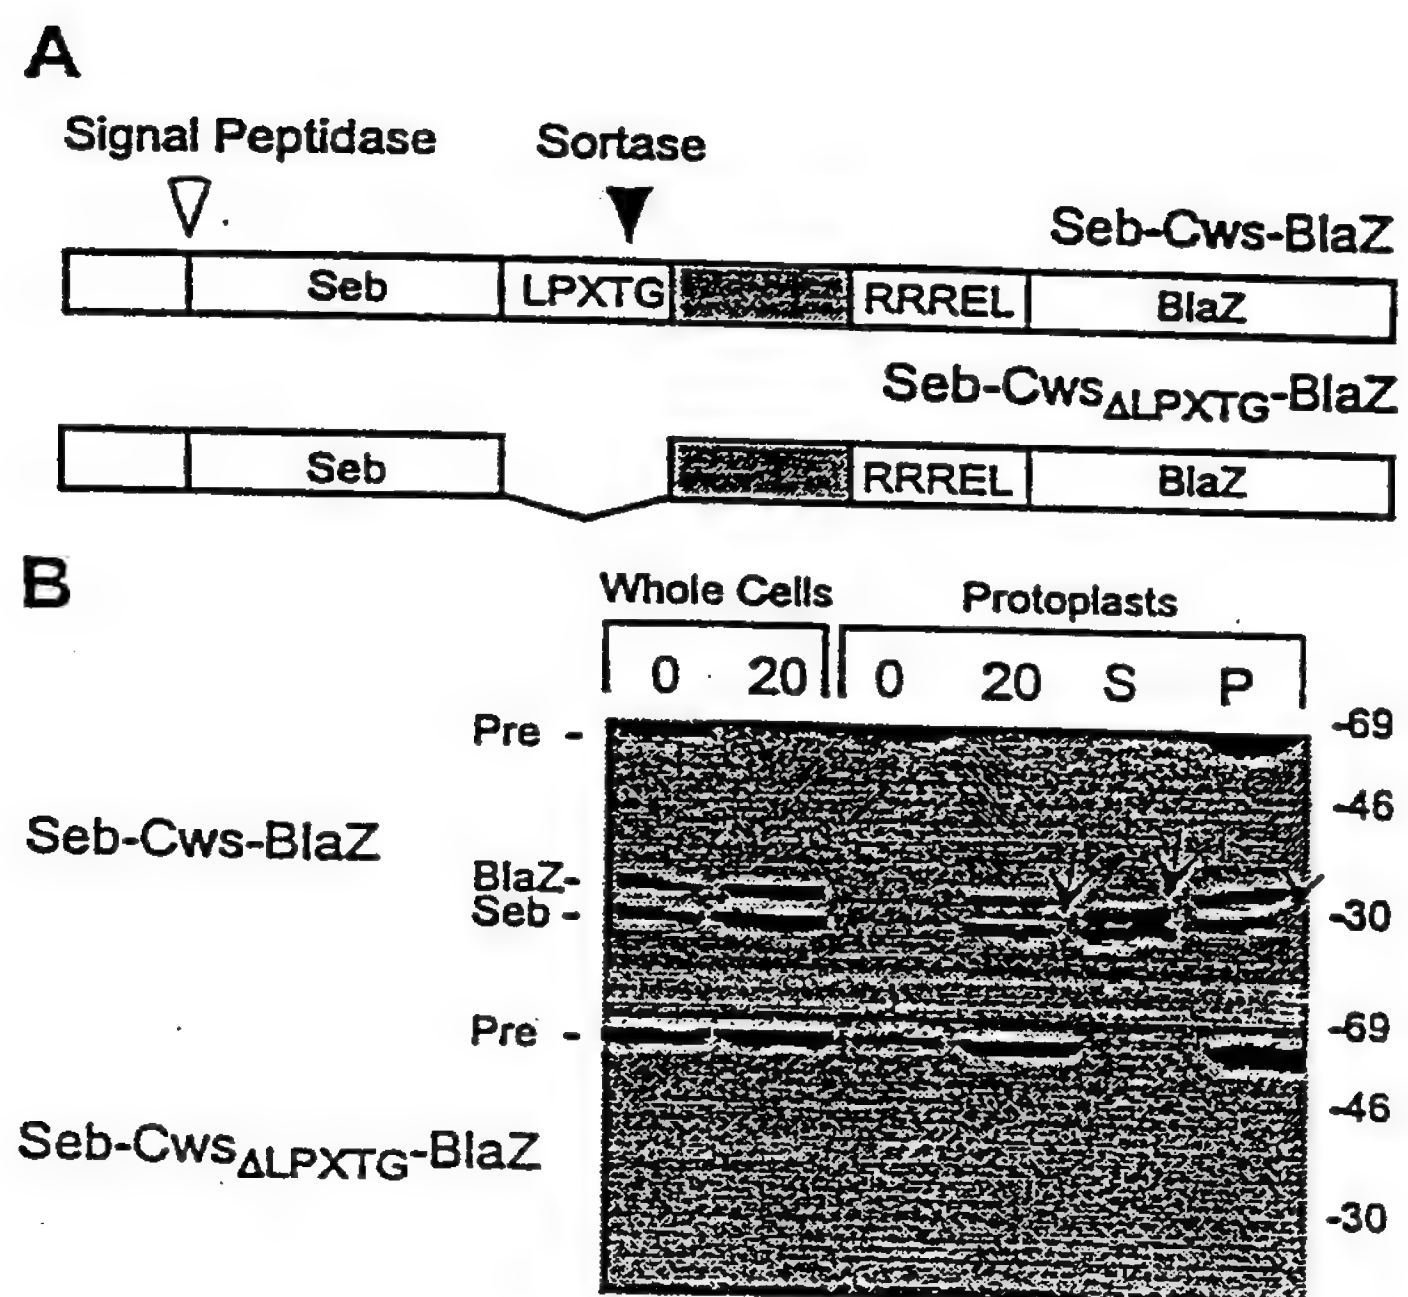 A
Signal Peptidase Sortase
Seb-Cws-BlaZ
Seb LPXTG RRREL BlaZ
Seb-CwsΔLPXTG-BlaZ
Seb RRREL BlaZ
B
Whole Cells Protoplasts
0 20 0 20 S P
Pre - -69
-46
Seb-Cws-BlaZ
BlaZ-
Seb - -30
Pre - -69
-46
Seb-CwsΔLPXTG-BlaZ
-30